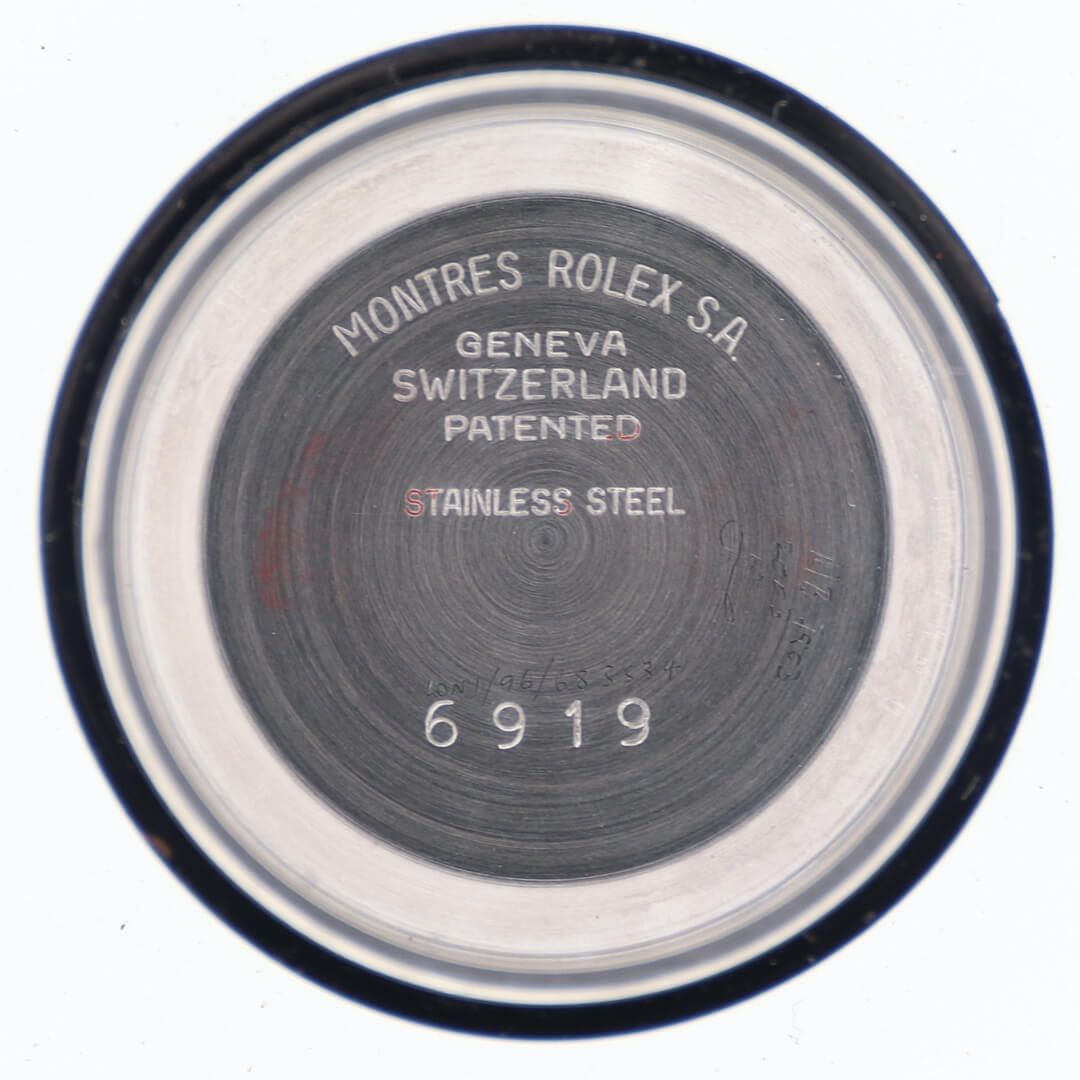 MONTRES ROLEX S.A.
GENEVA
SWITZERLAND
PATENTED
STAINLESS STEEL
6919